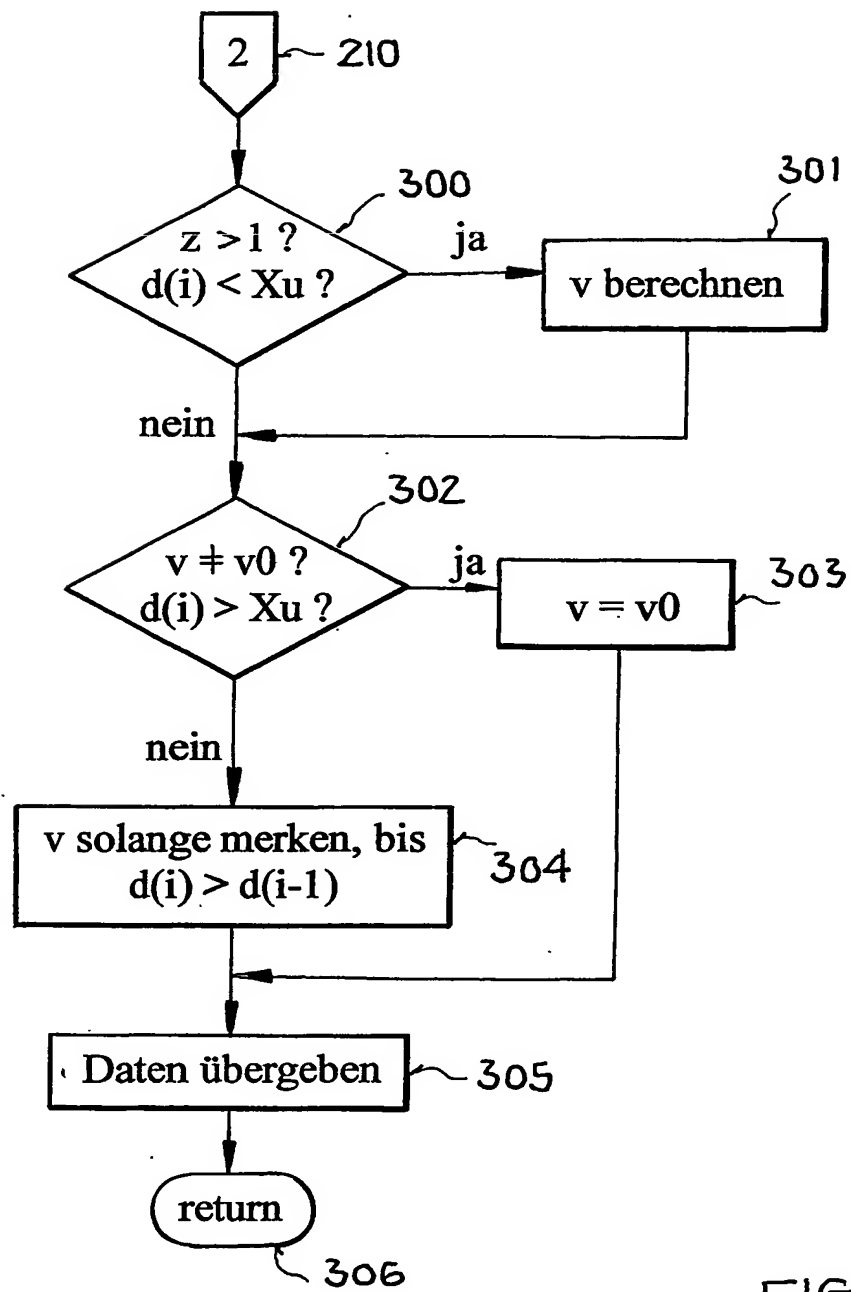 2
210
300
z > 1 ?
d(i) < Xu ?
ja
301
v berechnen
nein
302
v ≠ v0 ?
d(i) > Xu ?
ja
303
v = v0
nein
v solange merken, bis
d(i) > d(i-1)
304
Daten übergeben
305
return
306
FIG